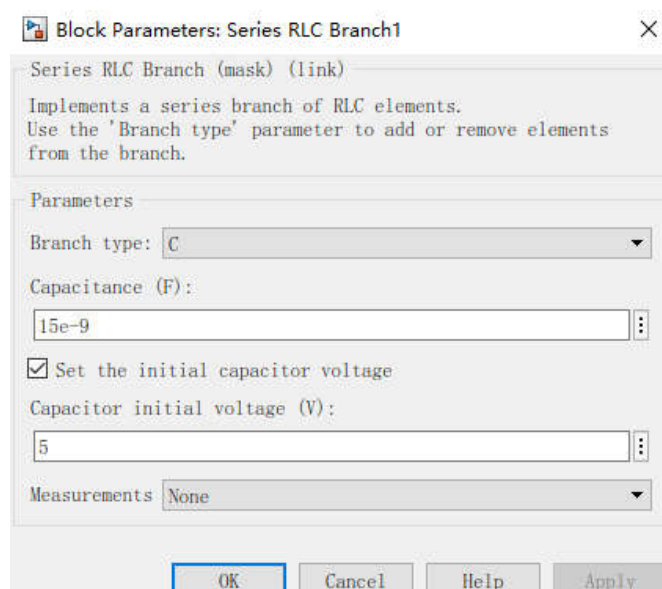 Block Parameters: Series RLC Branch1
Series RLC Branch (mask) (link)
Implements a series branch of RLC elements.
Use the 'Branch type' parameter to add or remove elements
from the branch.
Parameters
Branch type: C
Capacitance (F):
15e-9
Set the initial capacitor voltage
Capacitor initial voltage (V):
5
Measurements None
OK Cancel Help Apply